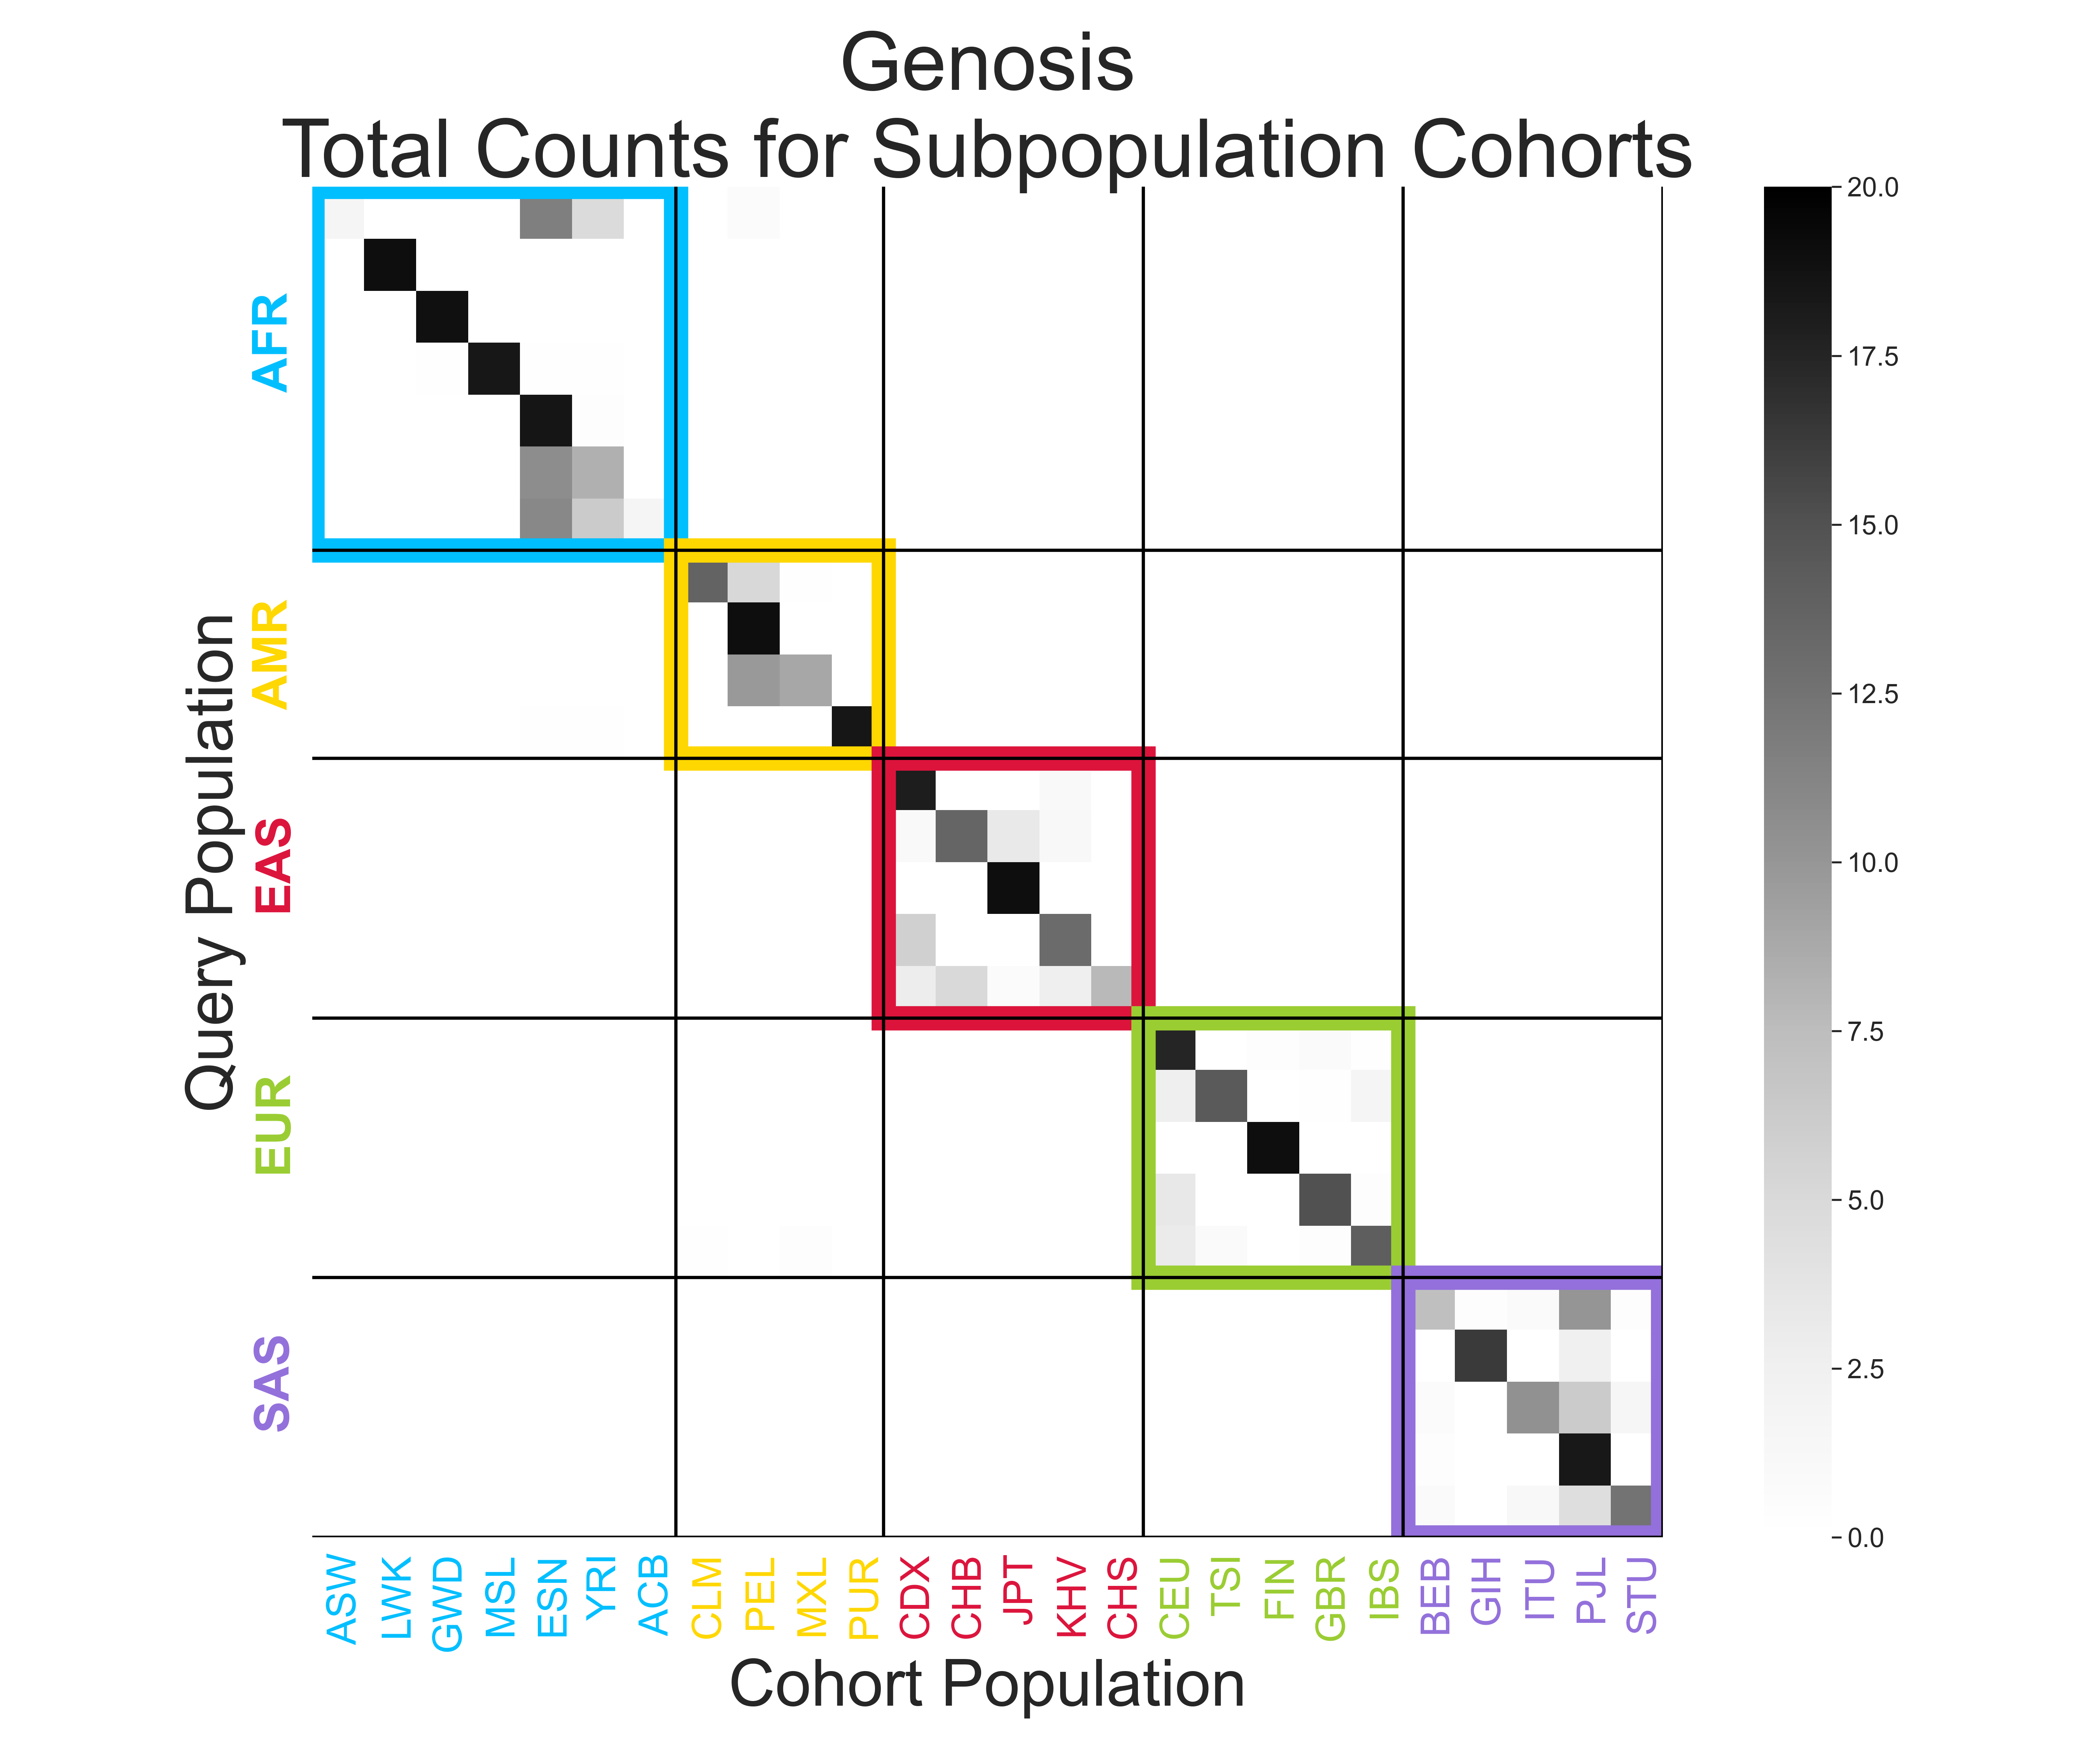 Genosis
Total Counts for Subpopulation Cohorts
Query Population
AFR
AMR
EAS
EUR
SAS
20.0
17.5
15.0
12.5
10.0
7.5
5.0
2.5
0.0
ASW LWK GWD MSL ESN YRI ACB CLM PEL MXL PUR CDX CHB JPT KHV CHS CEU TSI FIN GBR IBS BEB GIH ITU PJL STU
Cohort Population